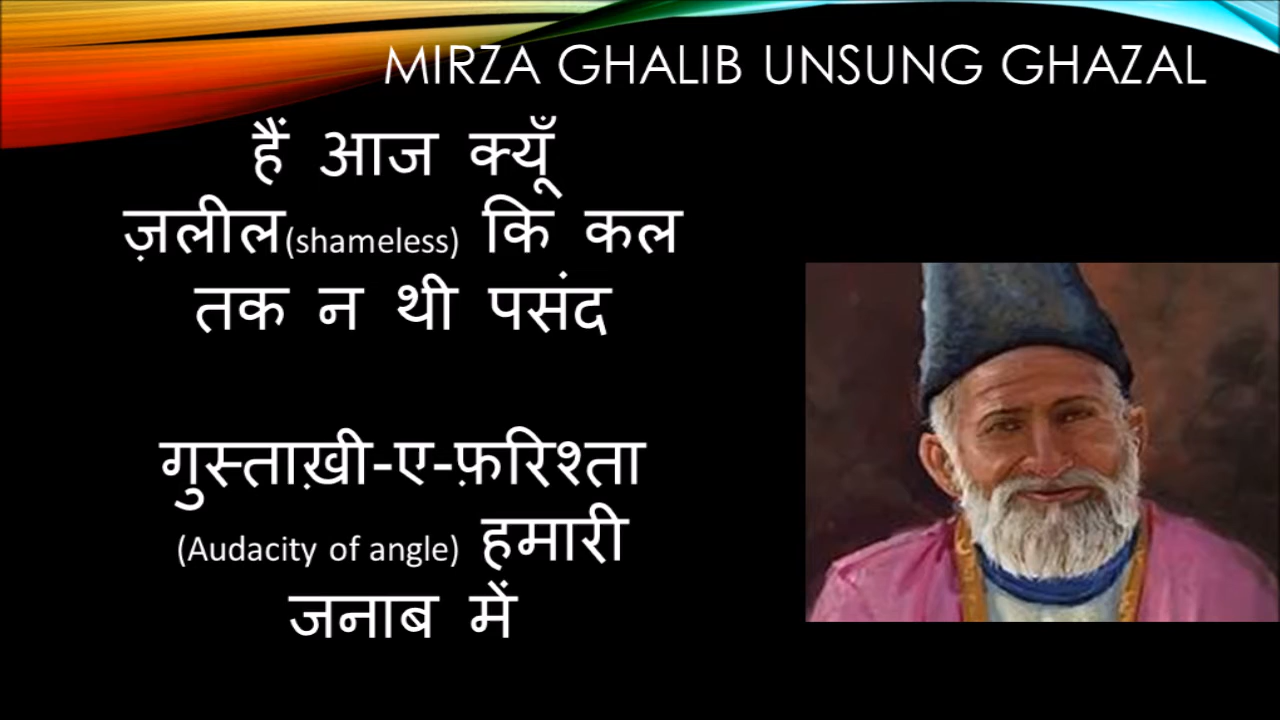 MIRZA GHALIB UNSUNG GHAZAL
हैं आज क्यूँ
ज़लील(shameless) कि कल
तक न थी पसंद
गुस्ताख़ी-ए-फ़रिश्ता
(Audacity of angle) हमारी
जनाब में